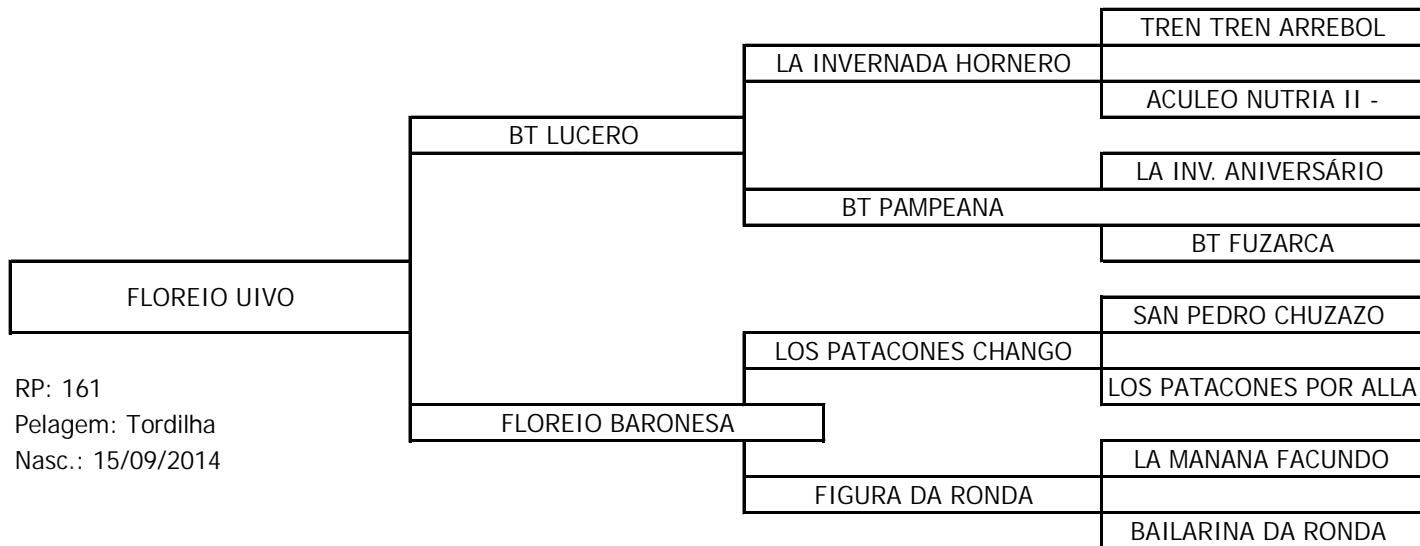 TREN TREN ARREBOL
LA INVERNADA HORNERO
ACULEO NUTRIA II -
BT LUCERO
LA INV. ANIVERSÁRIO
BT PAMPEANA
BT FUZARCA
FLOREIO UIVO
SAN PEDRO CHUZAZO
LOS PATACONES CHANGO
RP: 161
LOS PATACONES POR ALLA
Pelagem: Tordilha
FLOREIO BARONESA
Nasc.: 15/09/2014
LA MANANA FACUNDO
FIGURA DA RONDA
BAILARINA DA RONDA